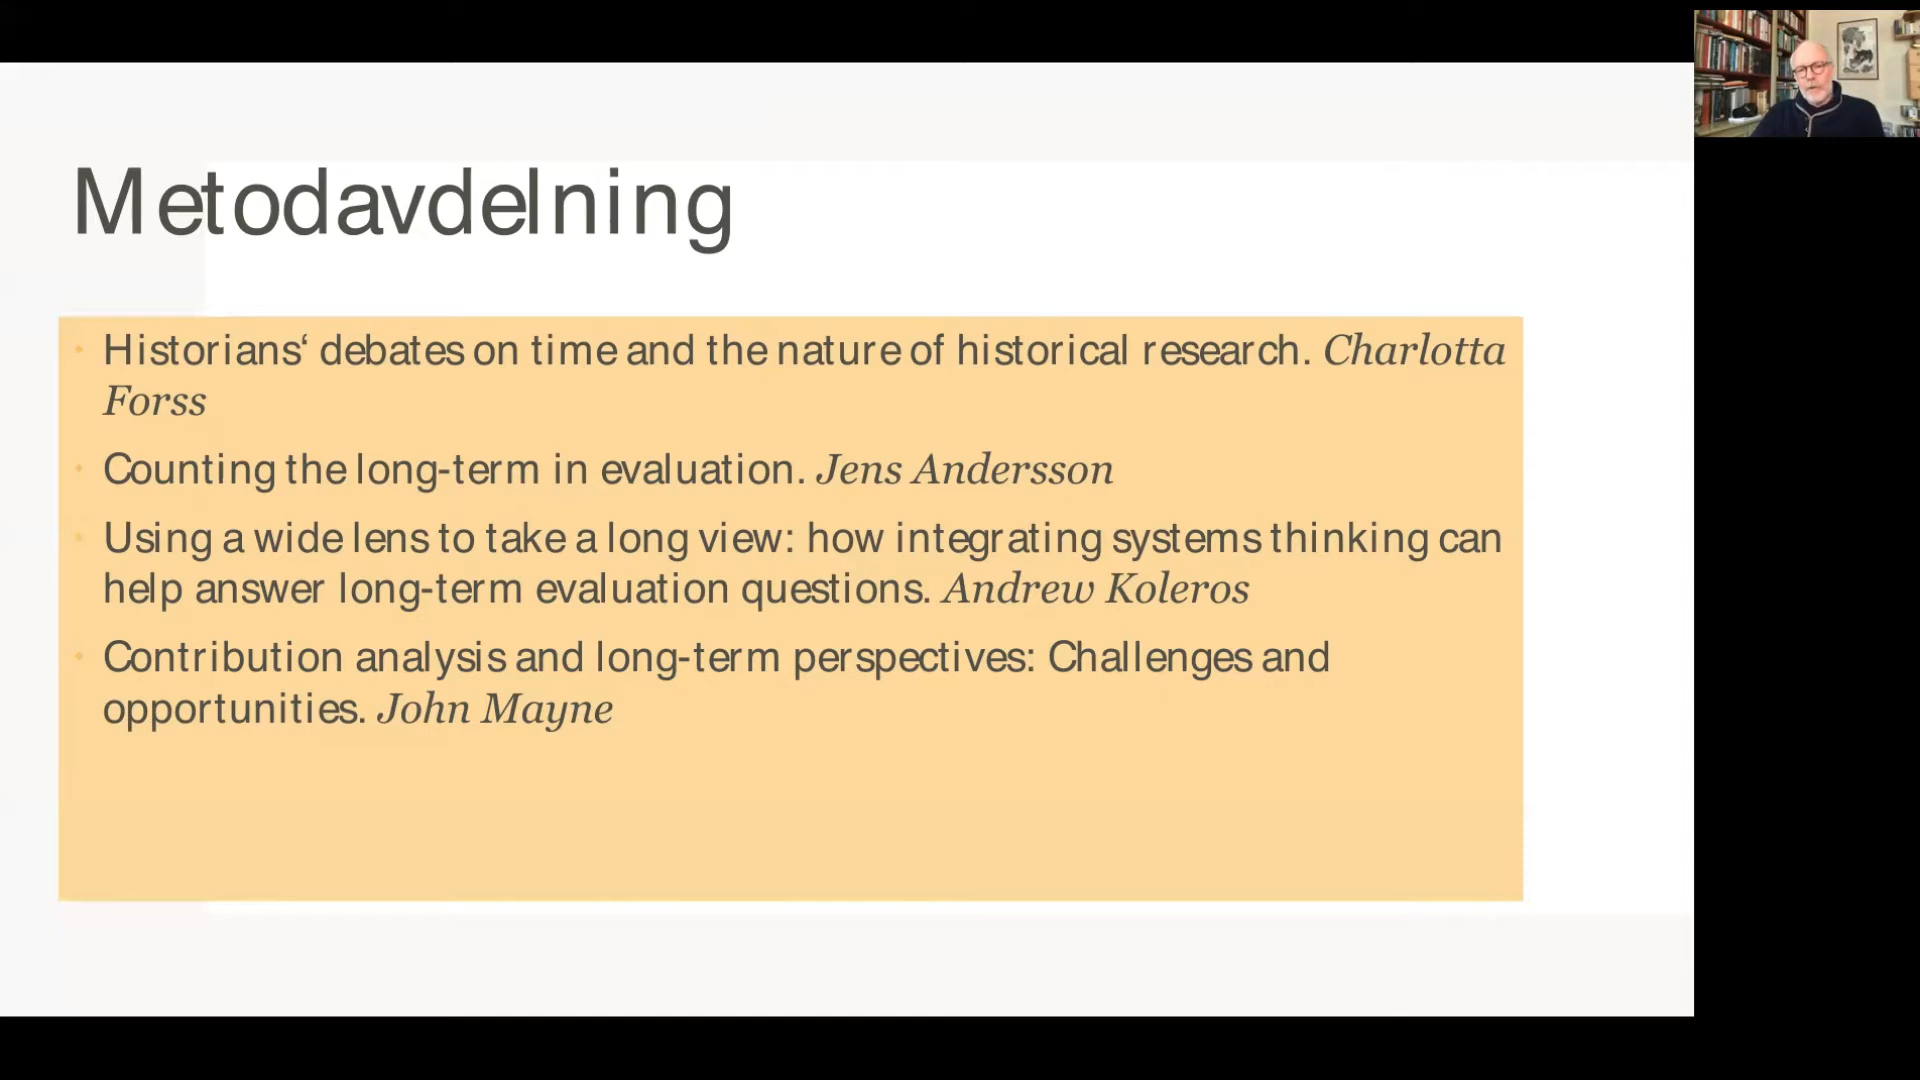 Metodavdelning
Historians‘ debates on time and the nature of historical research. Charlotta
Forss
Counting the long-term in evaluation. Jens Andersson
Using a wide lens to take a long view: how integrating systems thinking can
help answer long-term evaluation questions. Andrew Koleros
Contribution analysis and long-term perspectives: Challenges and
opportunities. John Mayne